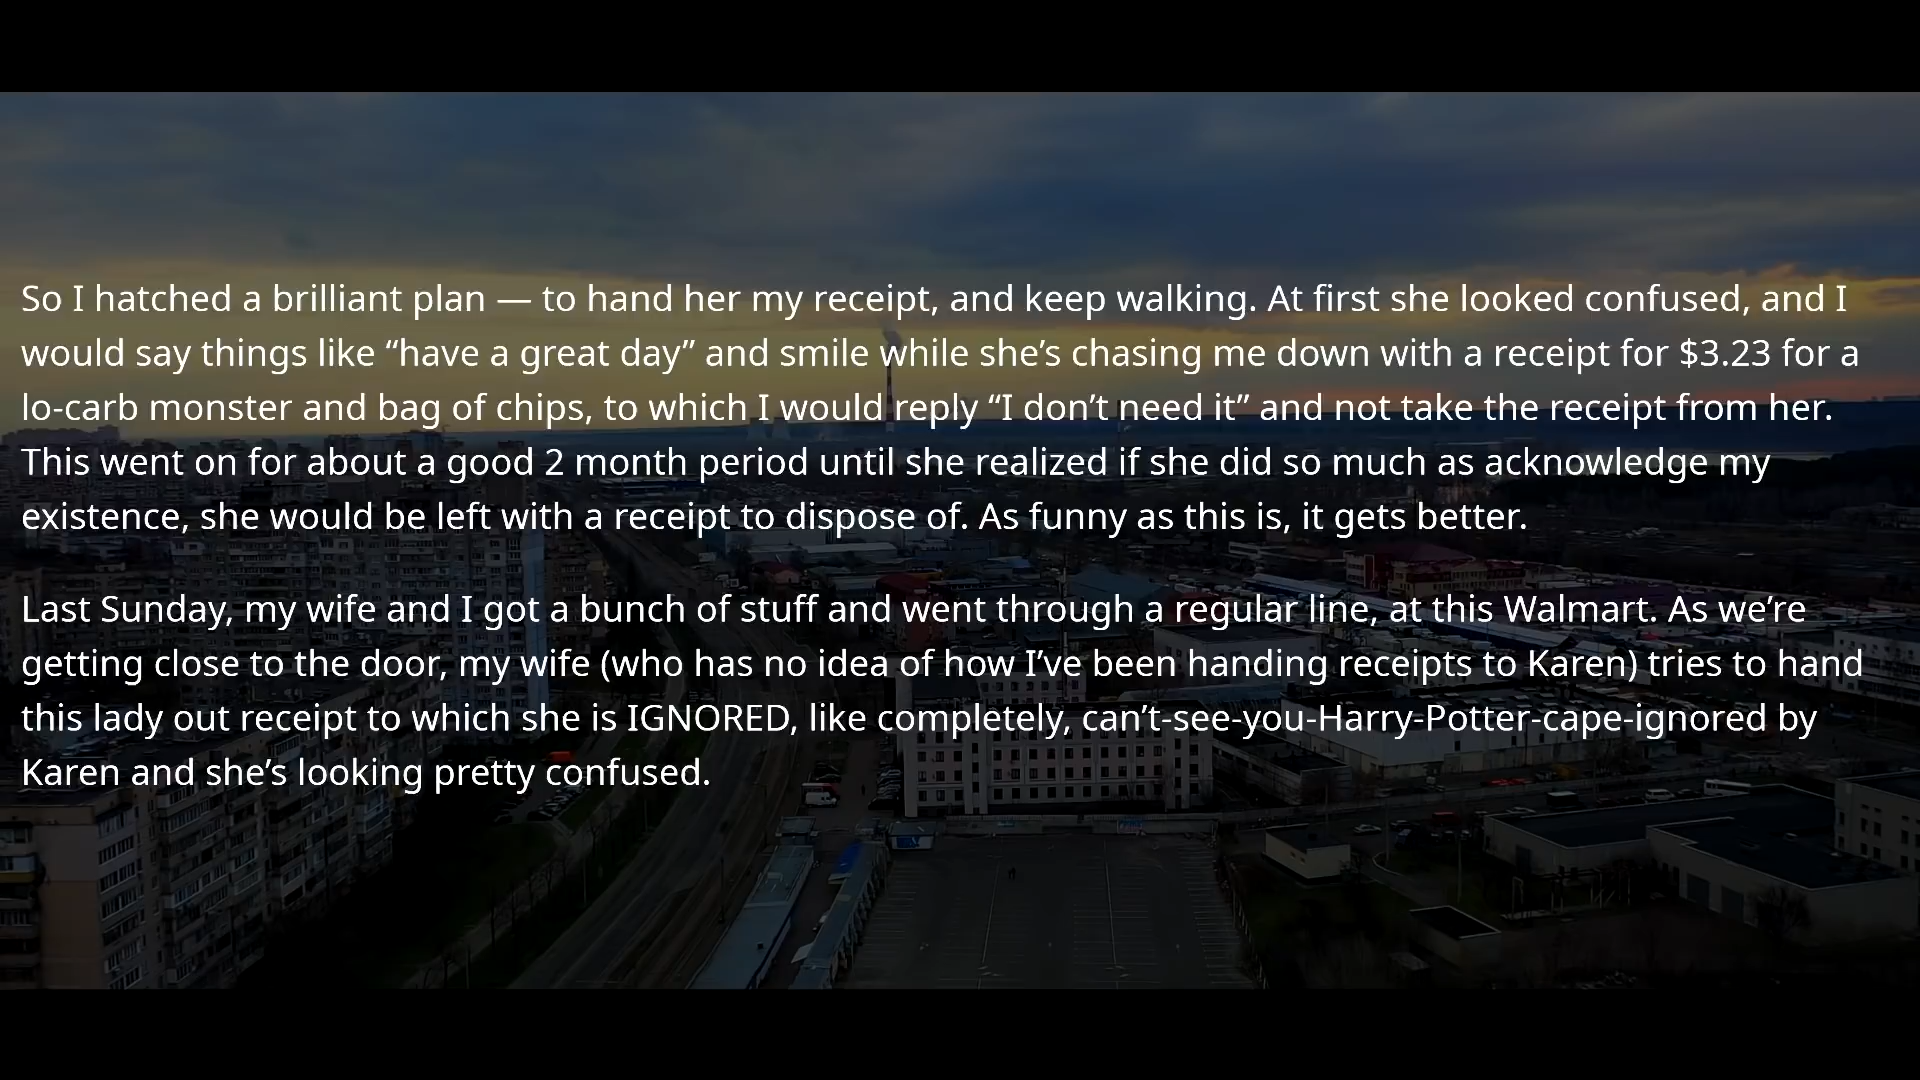 So I hatched a brilliant plan — to hand her my receipt, and keep walking. At first she looked confused, and I
would say things like “have a great day” and smile while she’s chasing me down with a receipt for $3.23 for a
lo-carb monster and bag of chips, to which I would reply “I don’t need it” and not take the receipt from her.
This went on for about a good 2 month period until she realized if she did so much as acknowledge my
existence, she would be left with a receipt to dispose of. As funny as this is, it gets better.
Last Sunday, my wife and I got a bunch of stuff and went through a regular line, at this Walmart. As we’re
getting close to the door, my wife (who has no idea of how I’ve been handing receipts to Karen) tries to hand
this lady out receipt to which she is IGNORED, like completely, can’t-see-you-Harry-Potter-cape-ignored by
Karen and she’s looking pretty confused.